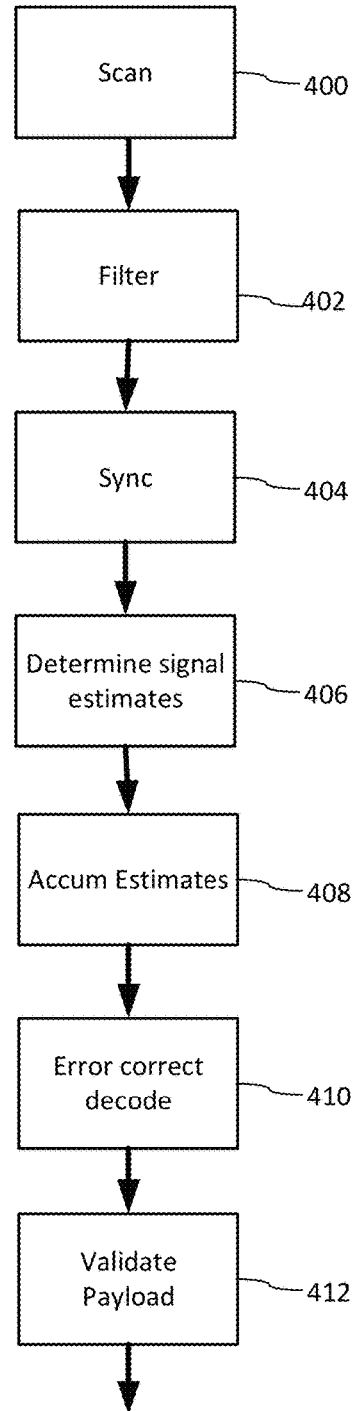 Scan
400
Filter
402
Sync
404
Determine signal
estimates
406
Accum Estimates
408
Error correct
decode
410
Validate
Payload
412